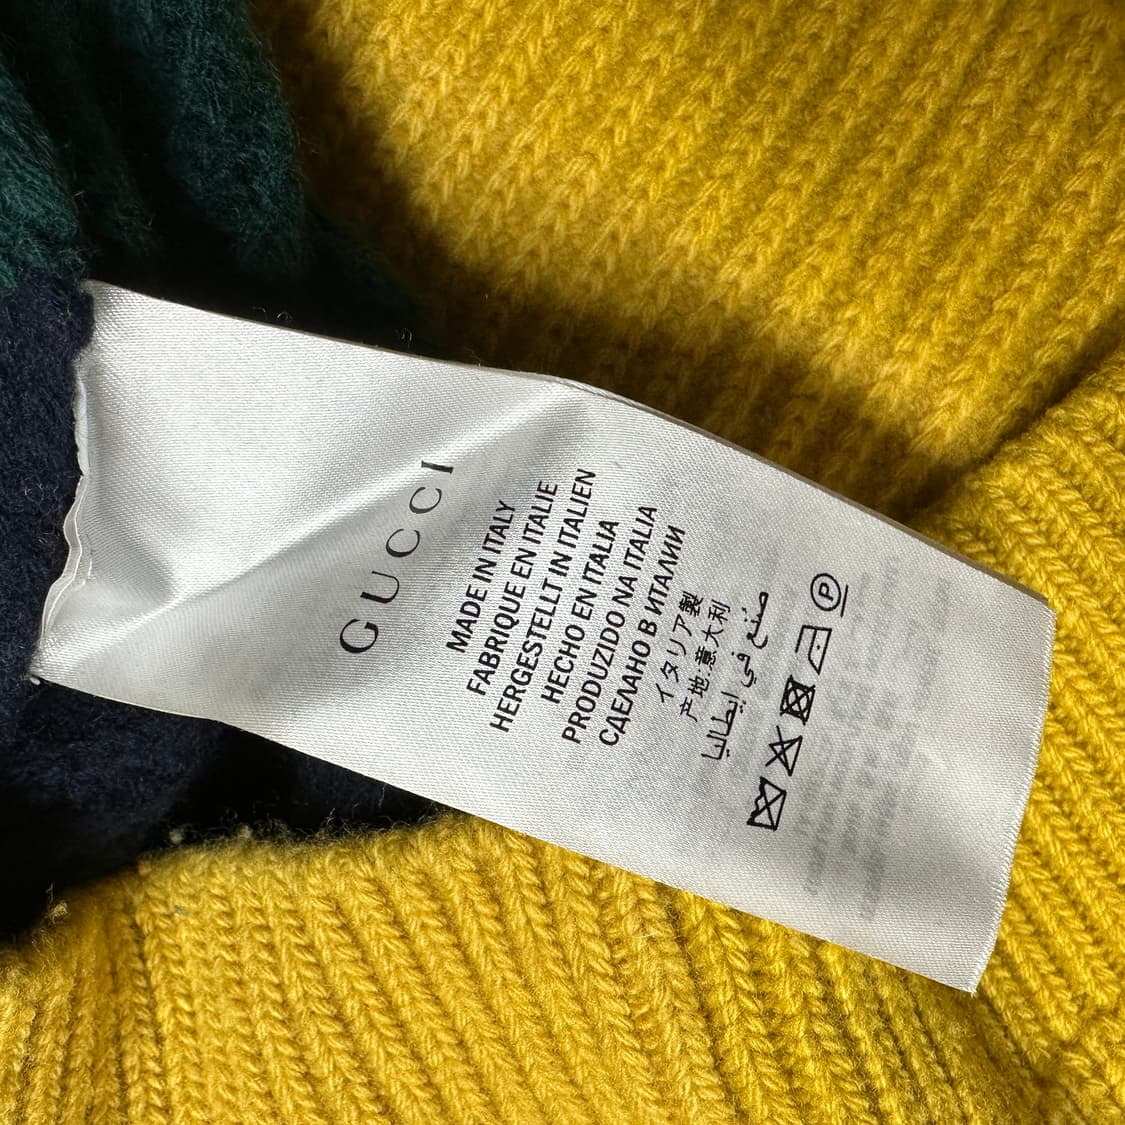 GUCCI
MADE IN ITALY
FABRIQUE EN ITALIE
HERGESTELLT IN ITALIEN
HECHO EN ITALIA
PRODUZIDO NA ITALIA
СДЕЛАНО В ИТАЛИИ
イタリア製
产地:意大利
صنع في ايطاليا
P